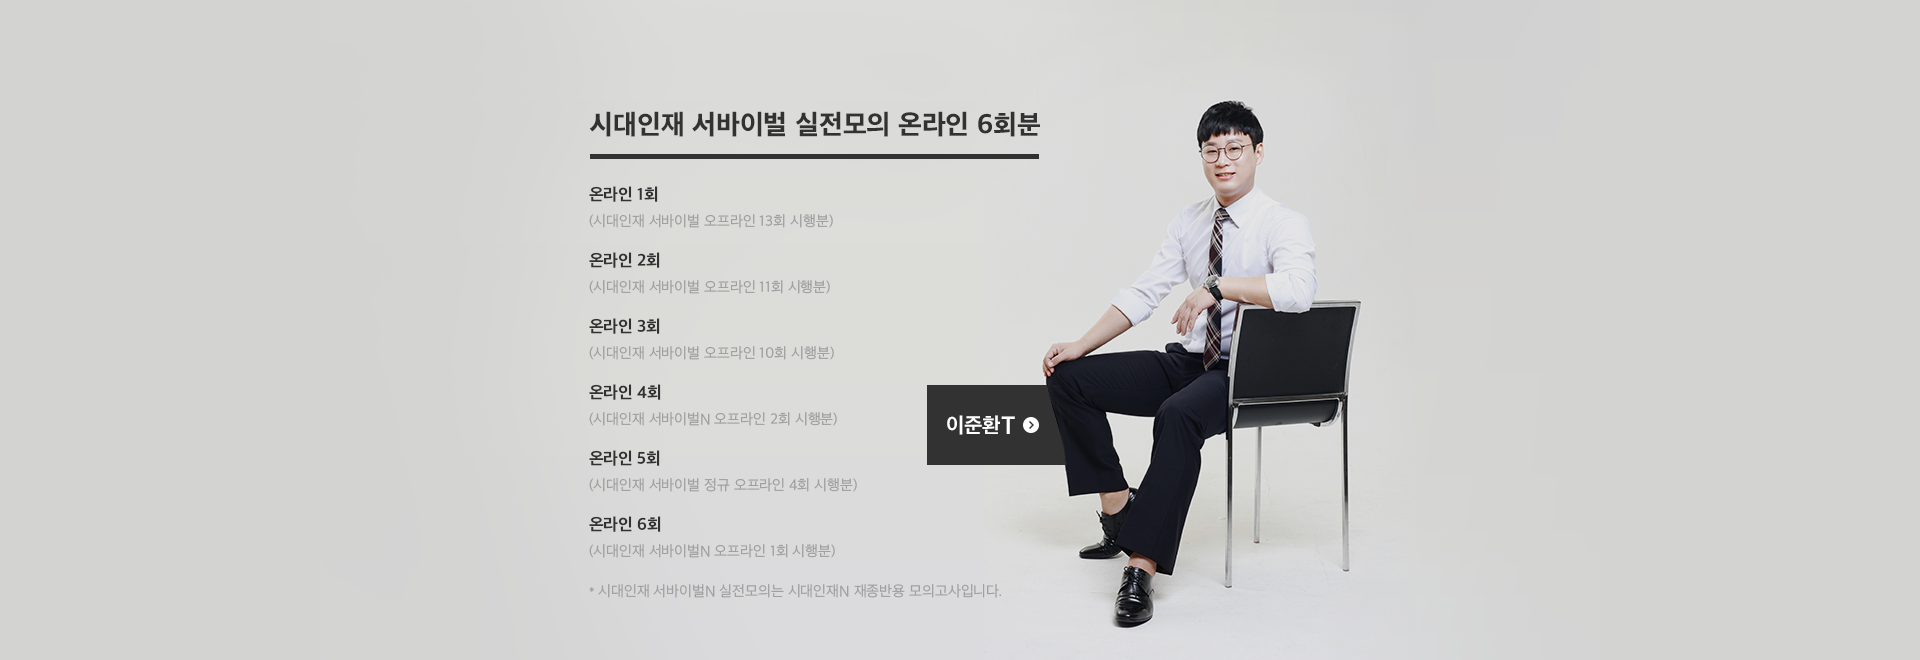 시대인재 서바이벌 실전모의 온라인 6회분
온라인 1회
(시대인재 서바이벌 오프라인 13회 시행분)
온라인 2회
(시대인재 서바이벌 오프라인 11회 시행분)
온라인 3회
(시대인재 서바이벌 오프라인 10회 시행분)
온라인 4회
(시대인재 서바이벌N 오프라인 2회 시행분)
온라인 5회
(시대인재 서바이벌 정규 오프라인 4회 시행분)
온라인 6회
(시대인재 서바이벌N 오프라인 1회 시행분)
* 시대인재 서바이벌N 실전모의는 시대인재N 재종반용 모의고사입니다.
이준환T